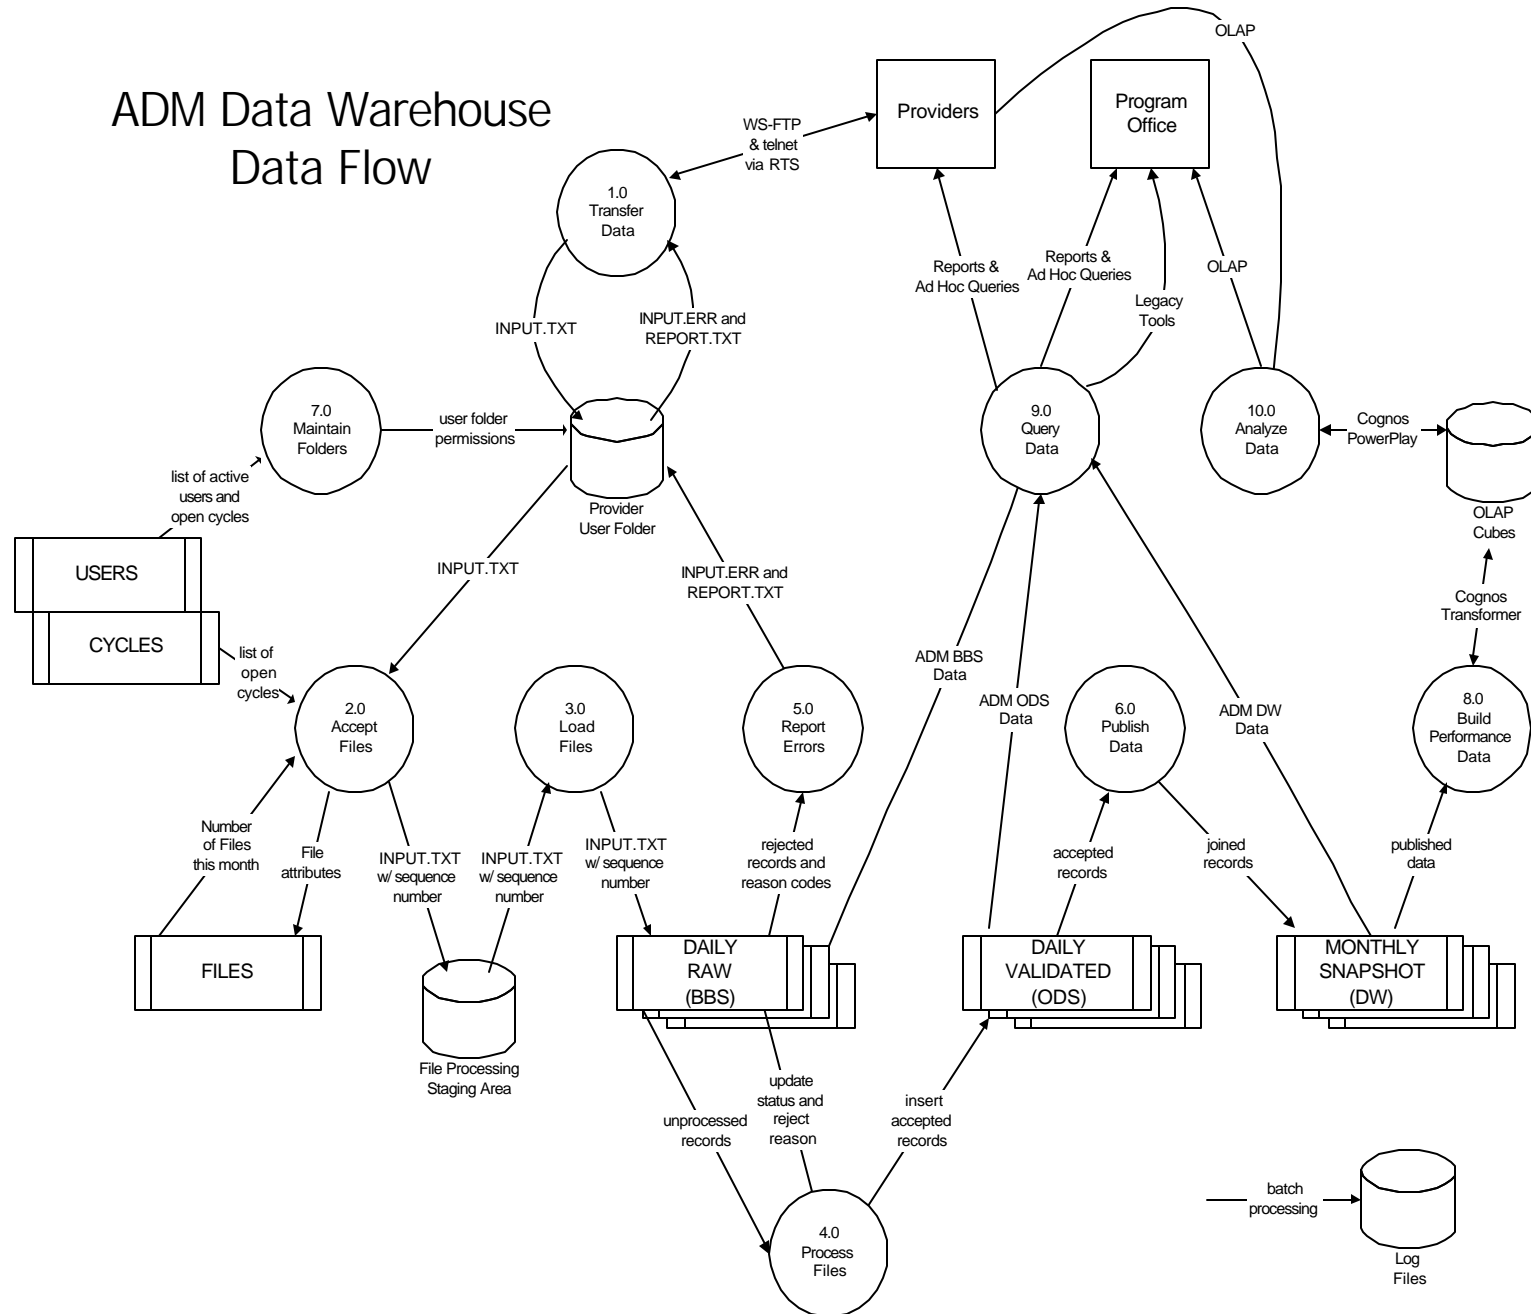 ADM Data Warehouse
Data Flow
OLAP
Providers
Program
Office
WS-FTP
& telnet
via RTS
1.0
Transfer
Data
Reports &
Ad Hoc Queries
Reports &
Ad Hoc Queries
OLAP
Legacy
Tools
INPUT.TXT
INPUT.ERR and
REPORT.TXT
7.0
Maintain
Folders
user folder
permissions
Provider
User Folder
9.0
Query
Data
10.0
Analyze
Data
Cognos
PowerPlay
OLAP
Cubes
list of active
users and
open cycles
USERS
CYCLES
list of
open
cycles
INPUT.TXT
INPUT.ERR and
REPORT.TXT
Cognos
Transformer
2.0
Accept
Files
3.0
Load
Files
5.0
Report
Errors
ADM BBS
Data
ADM ODS
Data
6.0
Publish
Data
ADM DW
Data
8.0
Build
Performance
Data
Number
of Files
this month
File
attributes
INPUT.TXT
w/ sequence
number
INPUT.TXT
w/ sequence
number
INPUT.TXT
w/ sequence
number
rejected
records and
reason codes
accepted
records
joined
records
published
data
FILES
File Processing
Staging Area
DAILY
RAW
(BBS)
DAILY
VALIDATED
(ODS)
MONTHLY
SNAPSHOT
(DW)
unprocessed
records
update
status and
reject
reason
insert
accepted
records
4.0
Process
Files
batch
processing
Log
Files